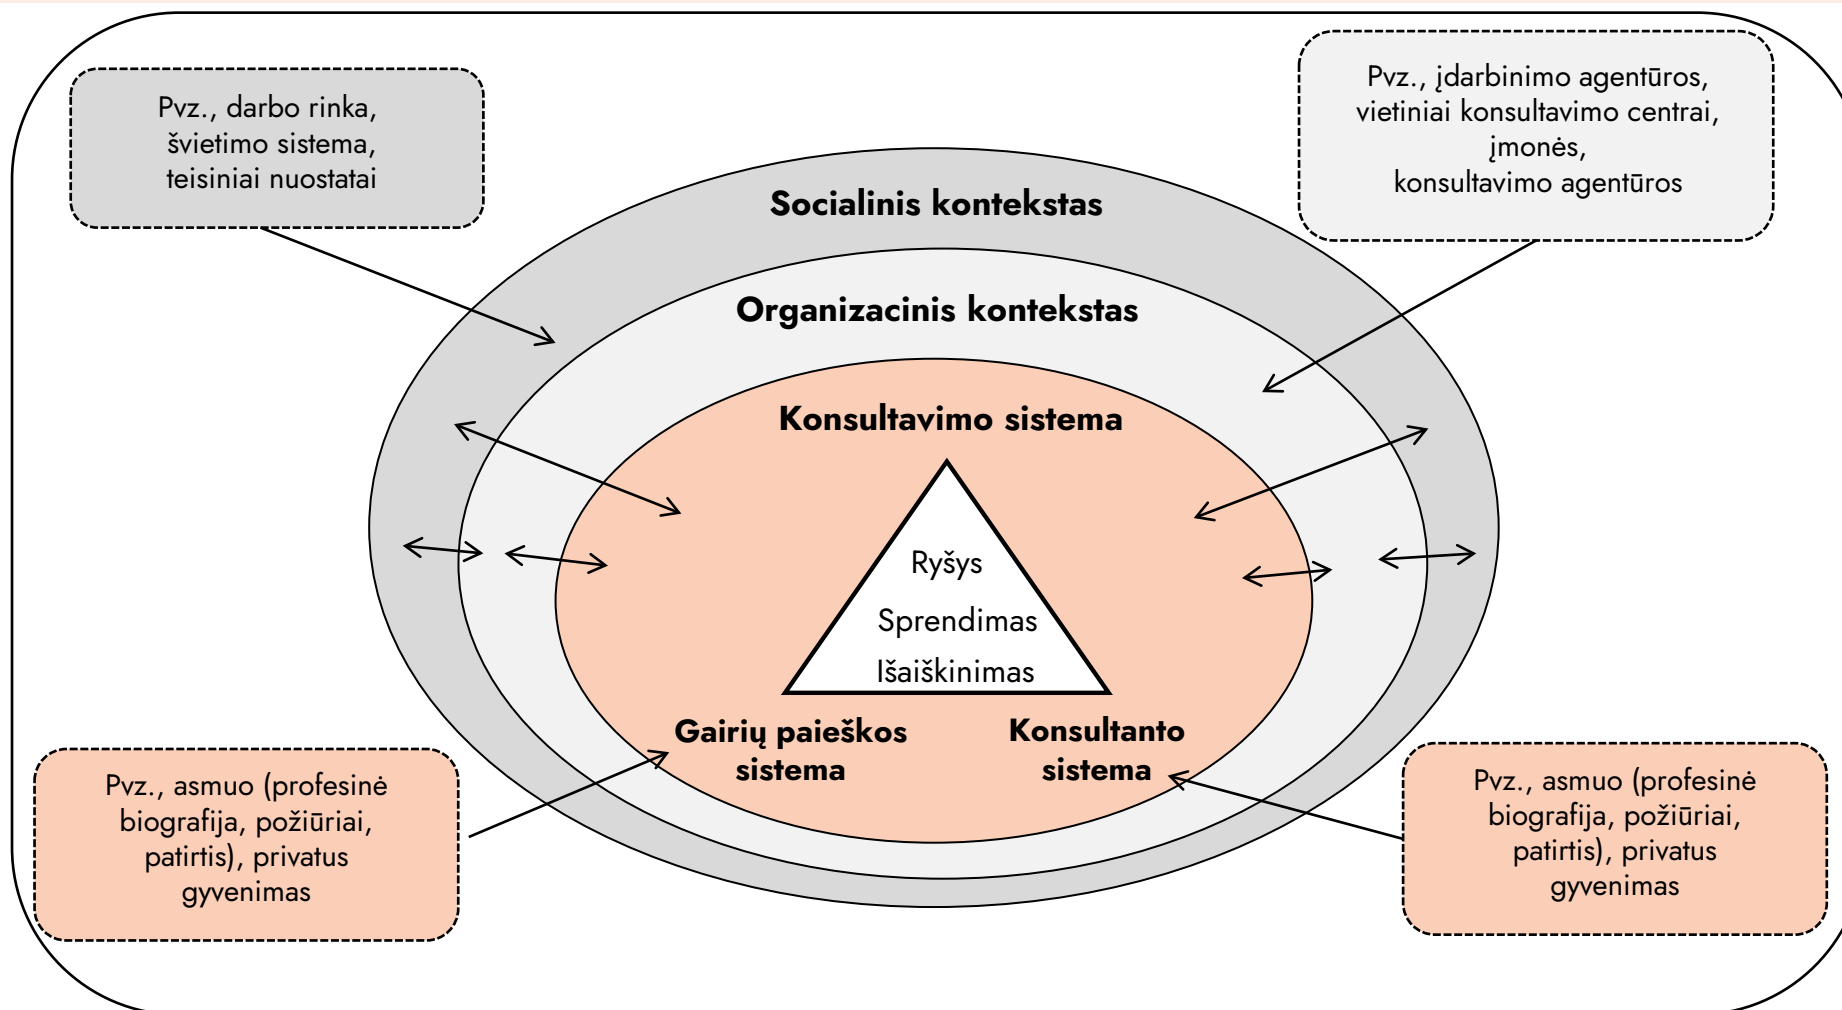 Pvz., darbo rinka,
švietimo sistema,
teisiniai nuostatai
Pvz., įdarbinimo agentūros,
vietiniai konsultavimo centrai,
įmonės,
konsultavimo agentūros
Socialinis kontekstas
Organizacinis kontekstas
Konsultavimo sistema
Ryšys
Sprendimas
Išaiškinimas
Gairių paieškos
sistema
Konsultanto
sistema
Pvz., asmuo (profesinė
biografija, požiūriai,
patirtis), privatus
gyvenimas
Pvz., asmuo (profesinė
biografija, požiūriai,
patirtis), privatus
gyvenimas